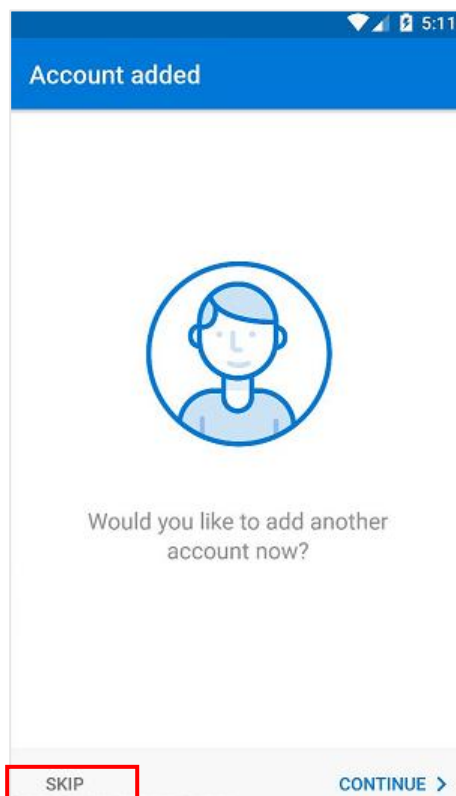 5:11
Account added
Would you like to add another
account now?
SKIP
CONTINUE >